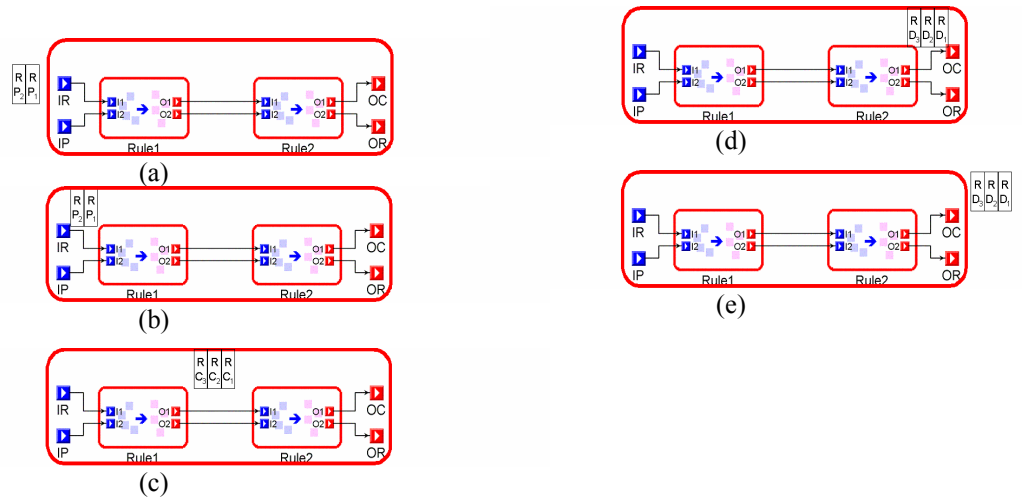 R R
P2 P1
IR
IP
I1
I2
O1
O2
I1
I2
O1
O2
OC
OR
Rule1
Rule2
(a)
R R
P2 P1
IR
IP
I1
I2
O1
O2
I1
I2
O1
O2
OC
OR
Rule1
Rule2
(b)
R R R
C3 C2 C1
IR
IP
I1
I2
O1
O2
I1
I2
O1
O2
OC
OR
Rule1
Rule2
(c)
R R R
D3 D2 D1
IR
IP
I1
I2
O1
O2
I1
I2
O1
O2
OC
OR
Rule1
Rule2
(d)
R R R
D3 D2 D1
IR
IP
I1
I2
O1
O2
I1
I2
O1
O2
OC
OR
Rule1
Rule2
(e)